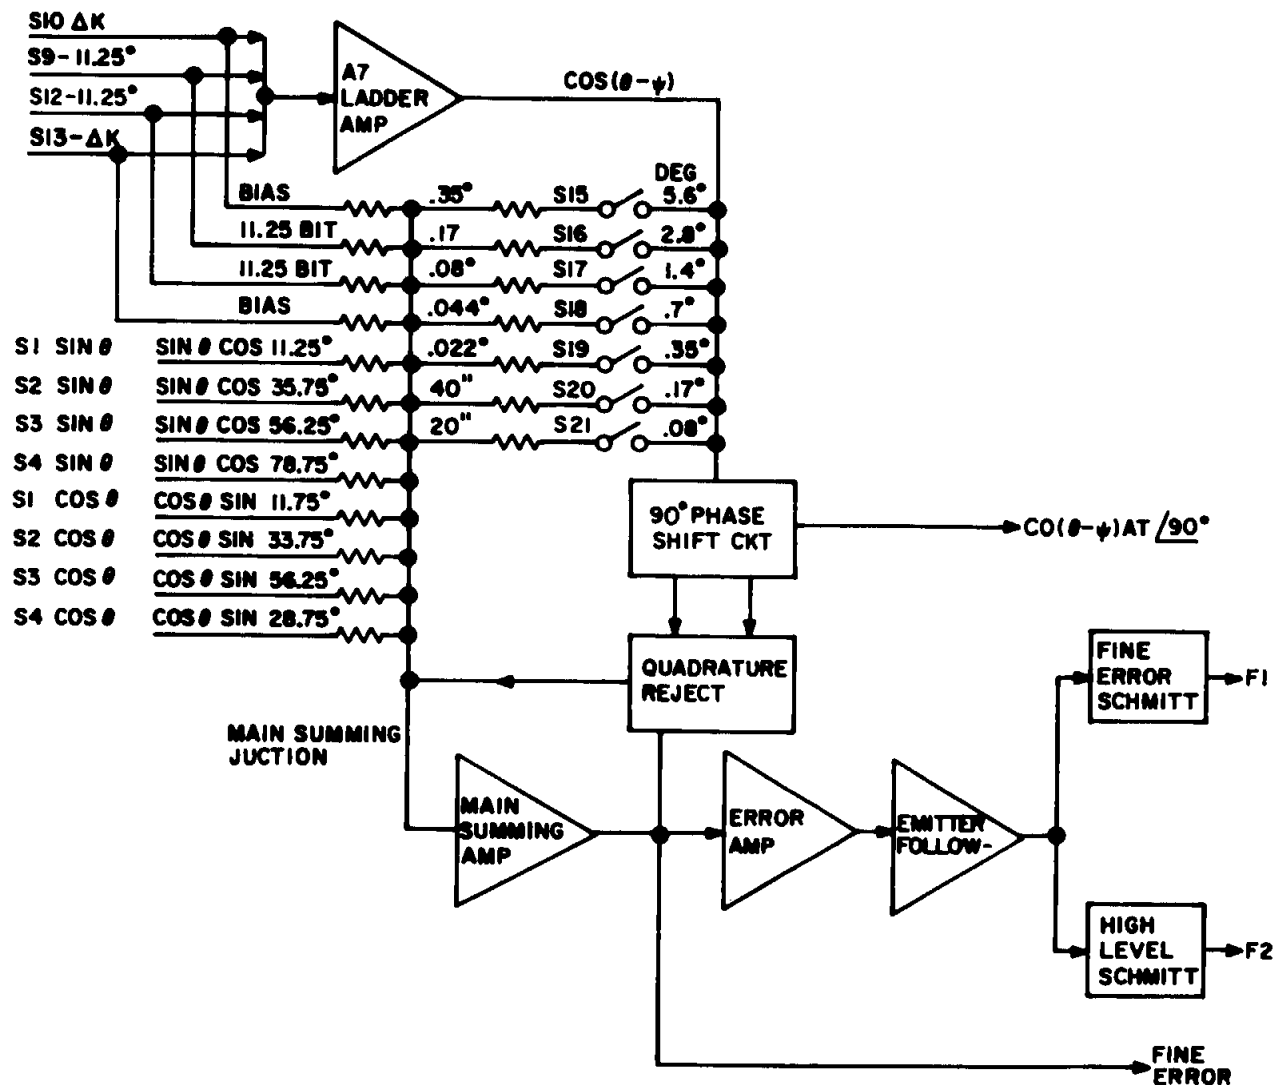 S10 ΔK
S9-11.25°
S12-11.25°
S13-ΔK
A7
LADDER
AMP
COS(θ-ψ)
DEG
BIAS .35° S15 5.6°
11.25 BIT .17 S16 2.8°
11.25 BIT .08° S17 1.4°
BIAS .044° S18 .7°
S1 SIN θ SIN θ COS 11.25° .022° S19 .35°
S2 SIN θ SIN θ COS 35.75° 40" S20 .17°
S3 SIN θ SIN θ COS 56.25° 20" S21 .08°
S4 SIN θ SIN θ COS 78.75°
S1 COS θ COS θ SIN 11.75°
S2 COS θ COS θ SIN 33.75°
S3 COS θ COS θ SIN 56.25°
S4 COS θ COS θ SIN 28.75°
90° PHASE
SHIFT CKT
CO(θ-ψ)AT /90°
QUADRATURE
REJECT
FINE
ERROR
SCHMITT
F1
MAIN SUMMING
JUCTION
MAIN
SUMMING
AMP
ERROR
AMP
EMITTER
FOLLOW-
HIGH
LEVEL
SCHMITT
F2
FINE
ERROR